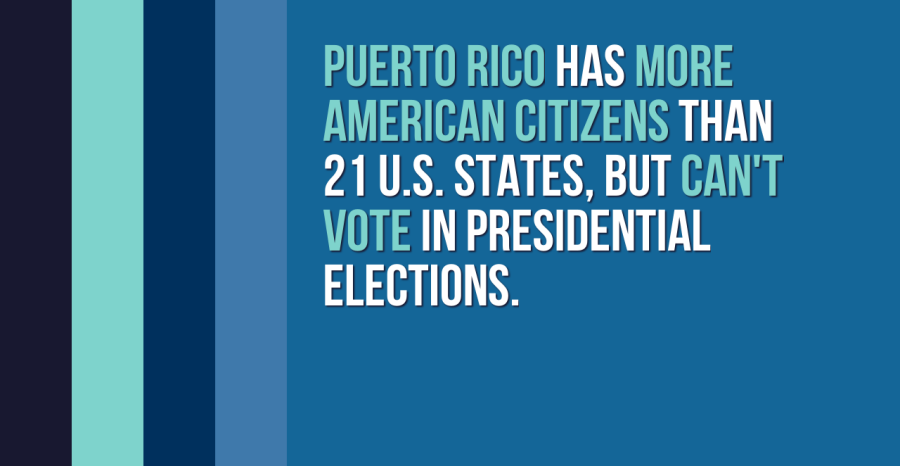 PUERTO RICO HAS MORE
AMERICAN CITIZENS THAN
21 U.S. STATES, BUT CAN'T
VOTE IN PRESIDENTIAL
ELECTIONS.